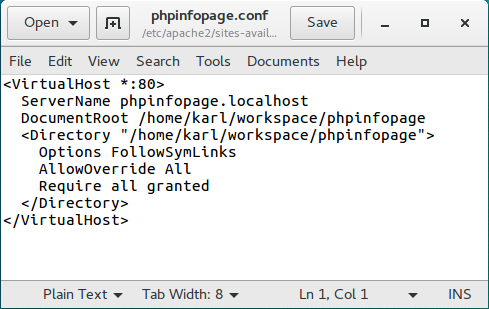 Open
phpinfopage.conf
/etc/apache2/sites-avail...
Save
File Edit View Search Tools Documents Help
<VirtualHost *:80>
  ServerName phpinfopage.localhost
  DocumentRoot /home/karl/workspace/phpinfopage
  <Directory "/home/karl/workspace/phpinfopage">
    Options FollowSymLinks
    AllowOverride All
    Require all granted
  </Directory>
</VirtualHost>
Plain Text Tab Width: 8 Ln 1, Col 1 INS